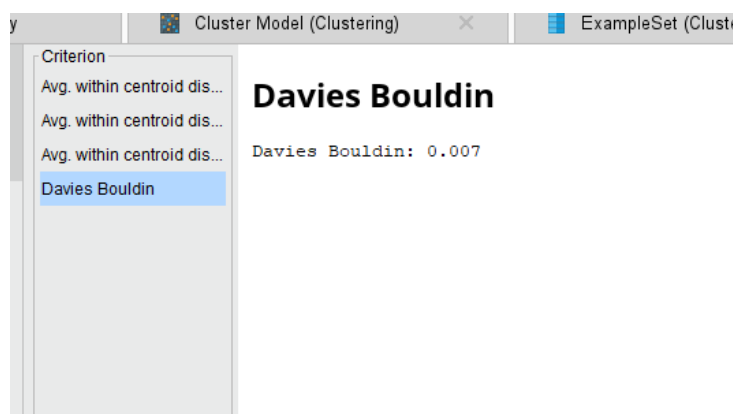 y
Cluster Model (Clustering)
ExampleSet (Cluste
Criterion
Avg. within centroid dis...
Avg. within centroid dis...
Avg. within centroid dis...
Davies Bouldin
Davies Bouldin
Davies Bouldin: 0.007